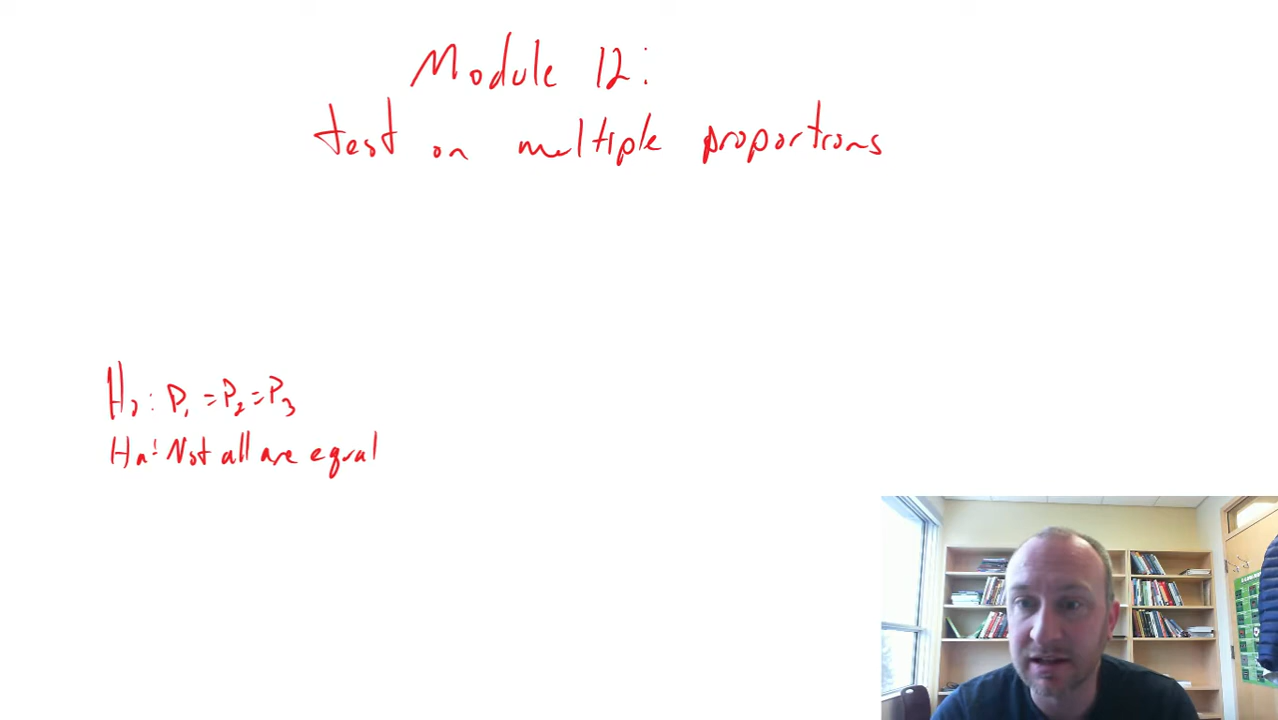 Module 12:
test on multiple proportions
H₀: P₁ = P₂ = P₃
Ha: Not all are equal